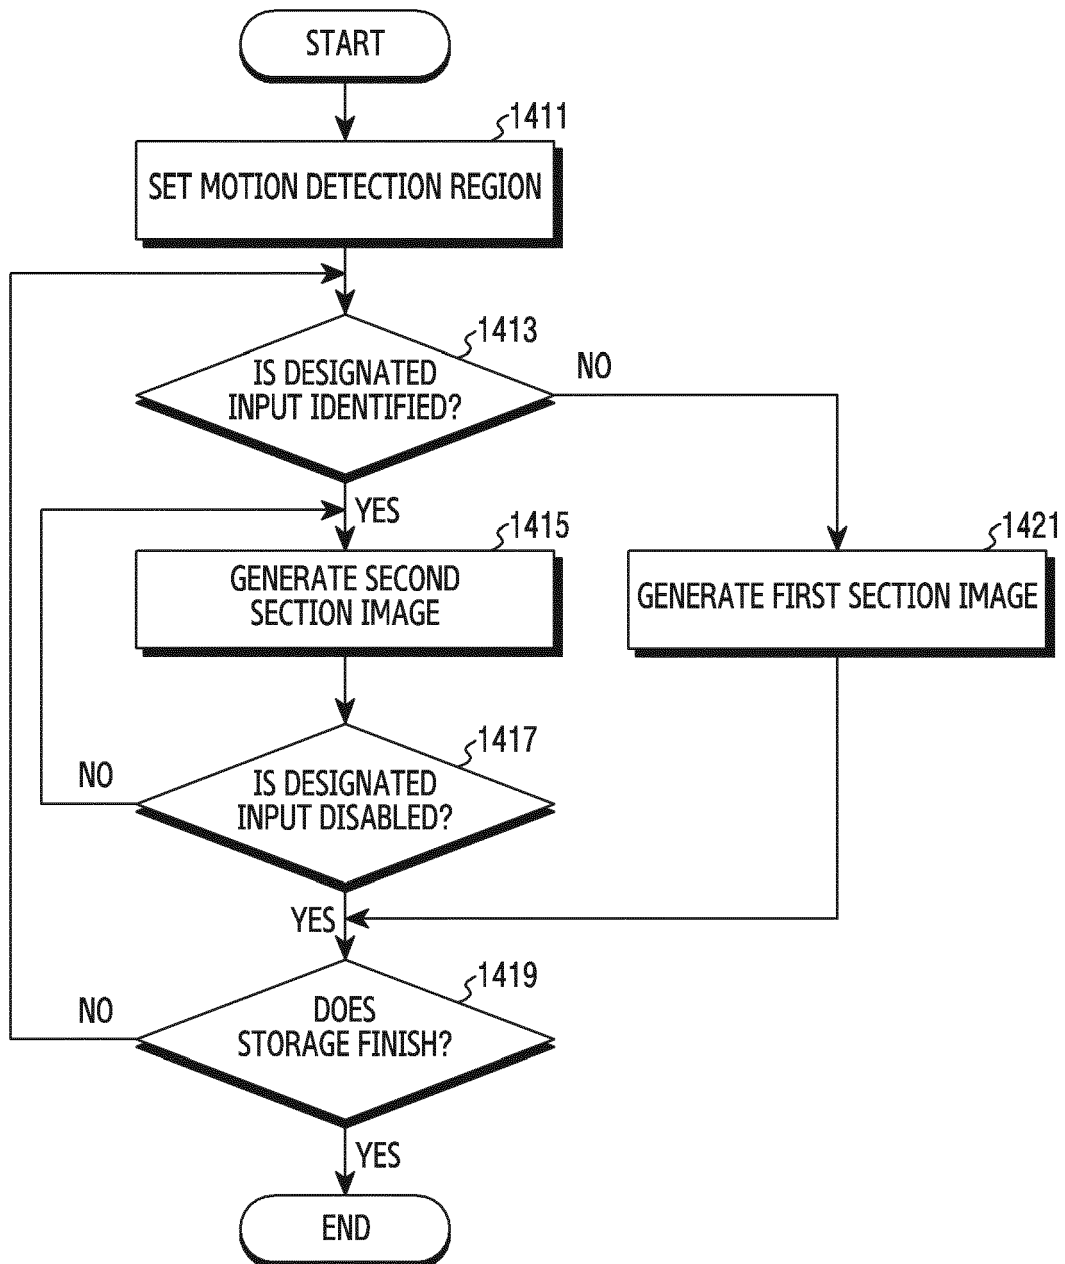 START
1411
SET MOTION DETECTION REGION
1413
IS DESIGNATED
INPUT IDENTIFIED?
NO
YES
1415
GENERATE SECOND
SECTION IMAGE
1421
GENERATE FIRST SECTION IMAGE
1417
IS DESIGNATED
INPUT DISABLED?
NO
YES
1419
DOES
STORAGE FINISH?
NO
YES
END